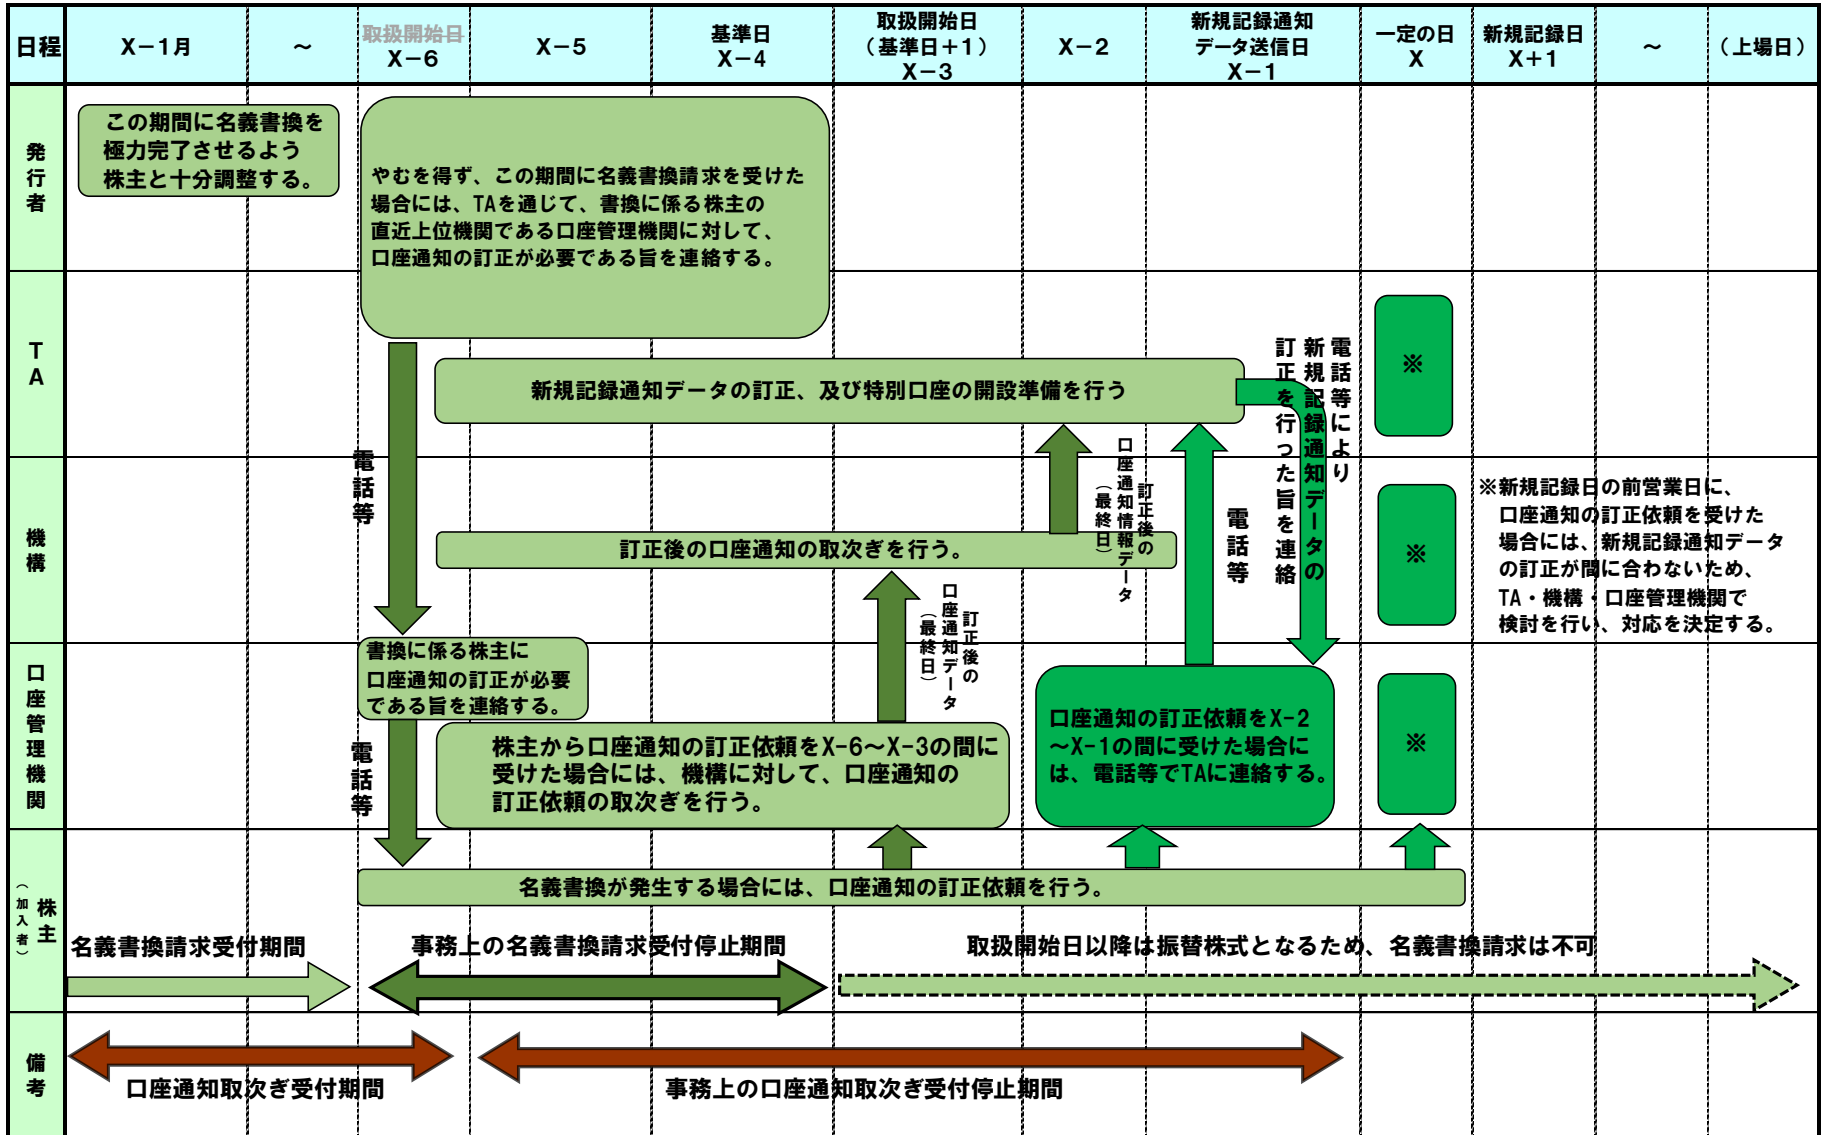 日程
X－1月
～
取扱開始日
X－6
X－5
基準日
X－4
取扱開始日
（基準日＋1）
X－3
X－2
新規記録通知
データ送信日
X－1
一定の日
X
新規記録日
X+1
～
（上場日）
発行者
この期間に名義書換を
極力完了させるよう
株主と十分調整する。
やむを得ず、この期間に名義書換請求を受けた
場合には、TAを通じて、書換に係る株主の
直近上位機関である口座管理機関に対して、
口座通知の訂正が必要である旨を連絡する。
TA
新規記録通知データの訂正、及び特別口座の開設準備を行う
電話等により
新規記録通知データの
訂正を行った旨を連絡
※
電話等
機構
訂正後の口座通知の取次ぎを行う。
訂正後の
口座通知情報データ
（最終日）
電話等
※
※新規記録日の前営業日に、
口座通知の訂正依頼を受けた
場合には、新規記録通知データ
の訂正が間に合わないため、
TA・機構・口座管理機関で
検討を行い、対応を決定する。
訂正後の
口座通知データ
（最終日）
口座管理機関
書換に係る株主に
口座通知の訂正が必要
である旨を連絡する。
電話等
株主から口座通知の訂正依頼をX-6～X-3の間に
受けた場合には、機構に対して、口座通知の
訂正依頼の取次ぎを行う。
口座通知の訂正依頼をX-2
～X-1の間に受けた場合に
は、電話等でTAに連絡する。
※
株主
（加入者）
名義書換が発生する場合には、口座通知の訂正依頼を行う。
名義書換請求受付期間
事務上の名義書換請求受付停止期間
取扱開始日以降は振替株式となるため、名義書換請求は不可
備考
口座通知取次ぎ受付期間
事務上の口座通知取次ぎ受付停止期間